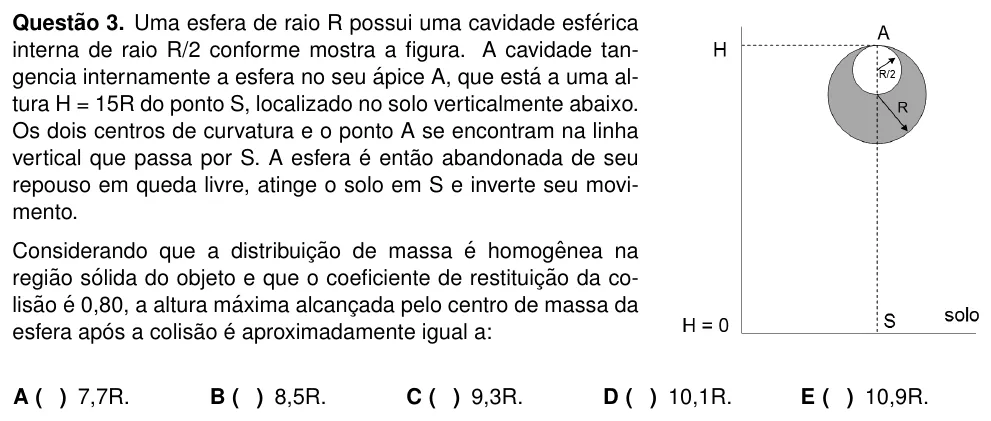 Questão 3. Uma esfera de raio R possui uma cavidade esférica
interna de raio R/2 conforme mostra a figura. A cavidade tan-
gencia internamente a esfera no seu ápice A, que está a uma al-
tura H = 15R do ponto S, localizado no solo verticalmente abaixo.
Os dois centros de curvatura e o ponto A se encontram na linha
vertical que passa por S. A esfera é então abandonada de seu
repouso em queda livre, atinge o solo em S e inverte seu movi-
mento.
Considerando que a distribuição de massa é homogênea na
região sólida do objeto e que o coeficiente de restituição da co-
lisão é 0,80, a altura máxima alcançada pelo centro de massa da
esfera após a colisão é aproximadamente igual a:
A
H
R/2
R
H = 0
S
solo
A ( ) 7,7R. B ( ) 8,5R. C ( ) 9,3R. D ( ) 10,1R. E ( ) 10,9R.